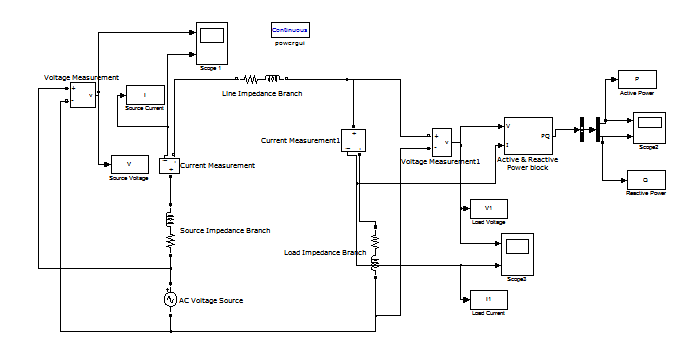 Continuous
powergui
Scope 1
Voltage Measurement
+
-
v
I
Source Current
Line Impedance Branch
V
Source Voltage
Current Measurement
i
+
-
Current Measurement1
+
-
i
+
-
v
Voltage Measurement1
V
I
PQ
Active & Reactive
Power block
P
Active Power
Scope2
Q
Reactive Power
V1
Load Voltage
Source Impedance Branch
Load Impedance Branch
Scope3
AC Voltage Source
+
I1
Load Current